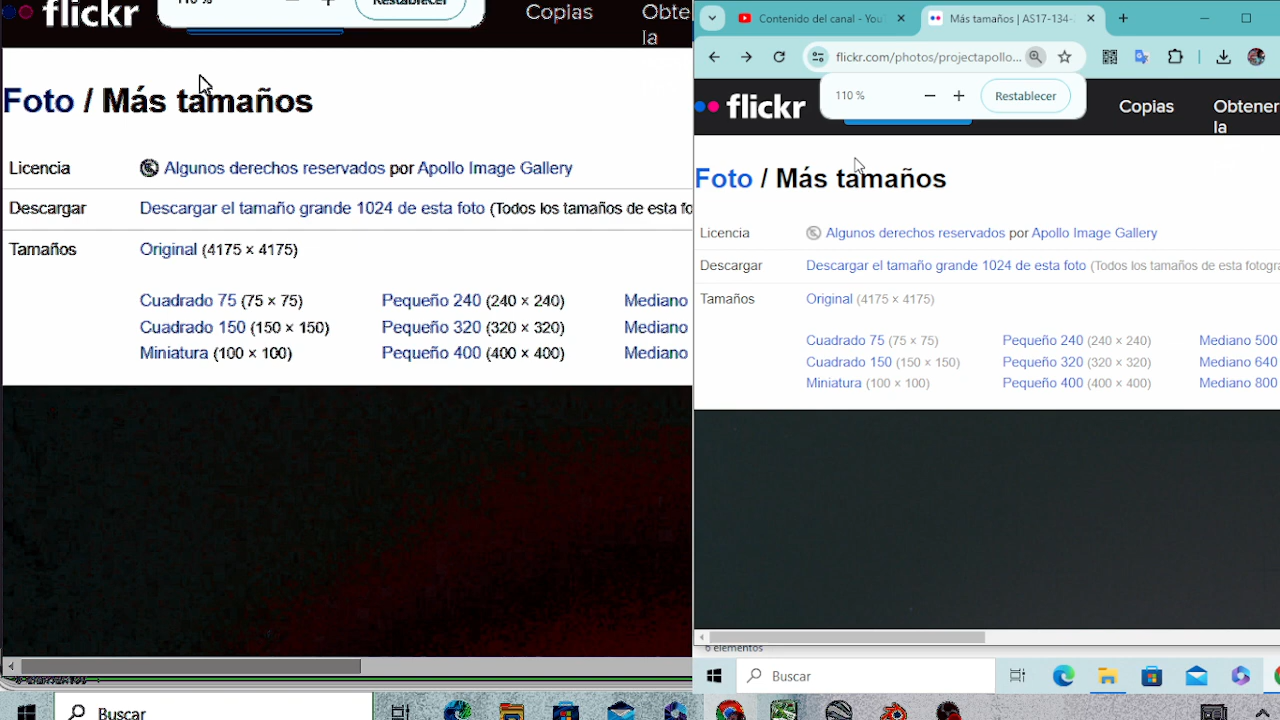 flickr
110 %
Restablecer
Copias
Obte
la
Foto / Más tamaños
Licencia
Algunos derechos reservados por Apollo Image Gallery
Descargar
Descargar el tamaño grande 1024 de esta foto (Todos los tamaños de esta fo
Tamaños
Original (4175 × 4175)
Cuadrado 75 (75 × 75)
Pequeño 240 (240 × 240)
Mediano
Cuadrado 150 (150 × 150)
Pequeño 320 (320 × 320)
Mediano
Miniatura (100 × 100)
Pequeño 400 (400 × 400)
Mediano
Buscar
Contenido del canal - You
Más tamaños | AS17-134-
flickr.com/photos/projectapollo...
flickr
110 %
Restablecer
Copias
Obtener
la
Foto / Más tamaños
Licencia
Algunos derechos reservados por Apollo Image Gallery
Descargar
Descargar el tamaño grande 1024 de esta foto (Todos los tamaños de esta fotogra
Tamaños
Original (4175 × 4175)
Cuadrado 75 (75 × 75)
Pequeño 240 (240 × 240)
Mediano 500
Cuadrado 150 (150 × 150)
Pequeño 320 (320 × 320)
Mediano 640
Miniatura (100 × 100)
Pequeño 400 (400 × 400)
Mediano 800
6 elementos
Buscar